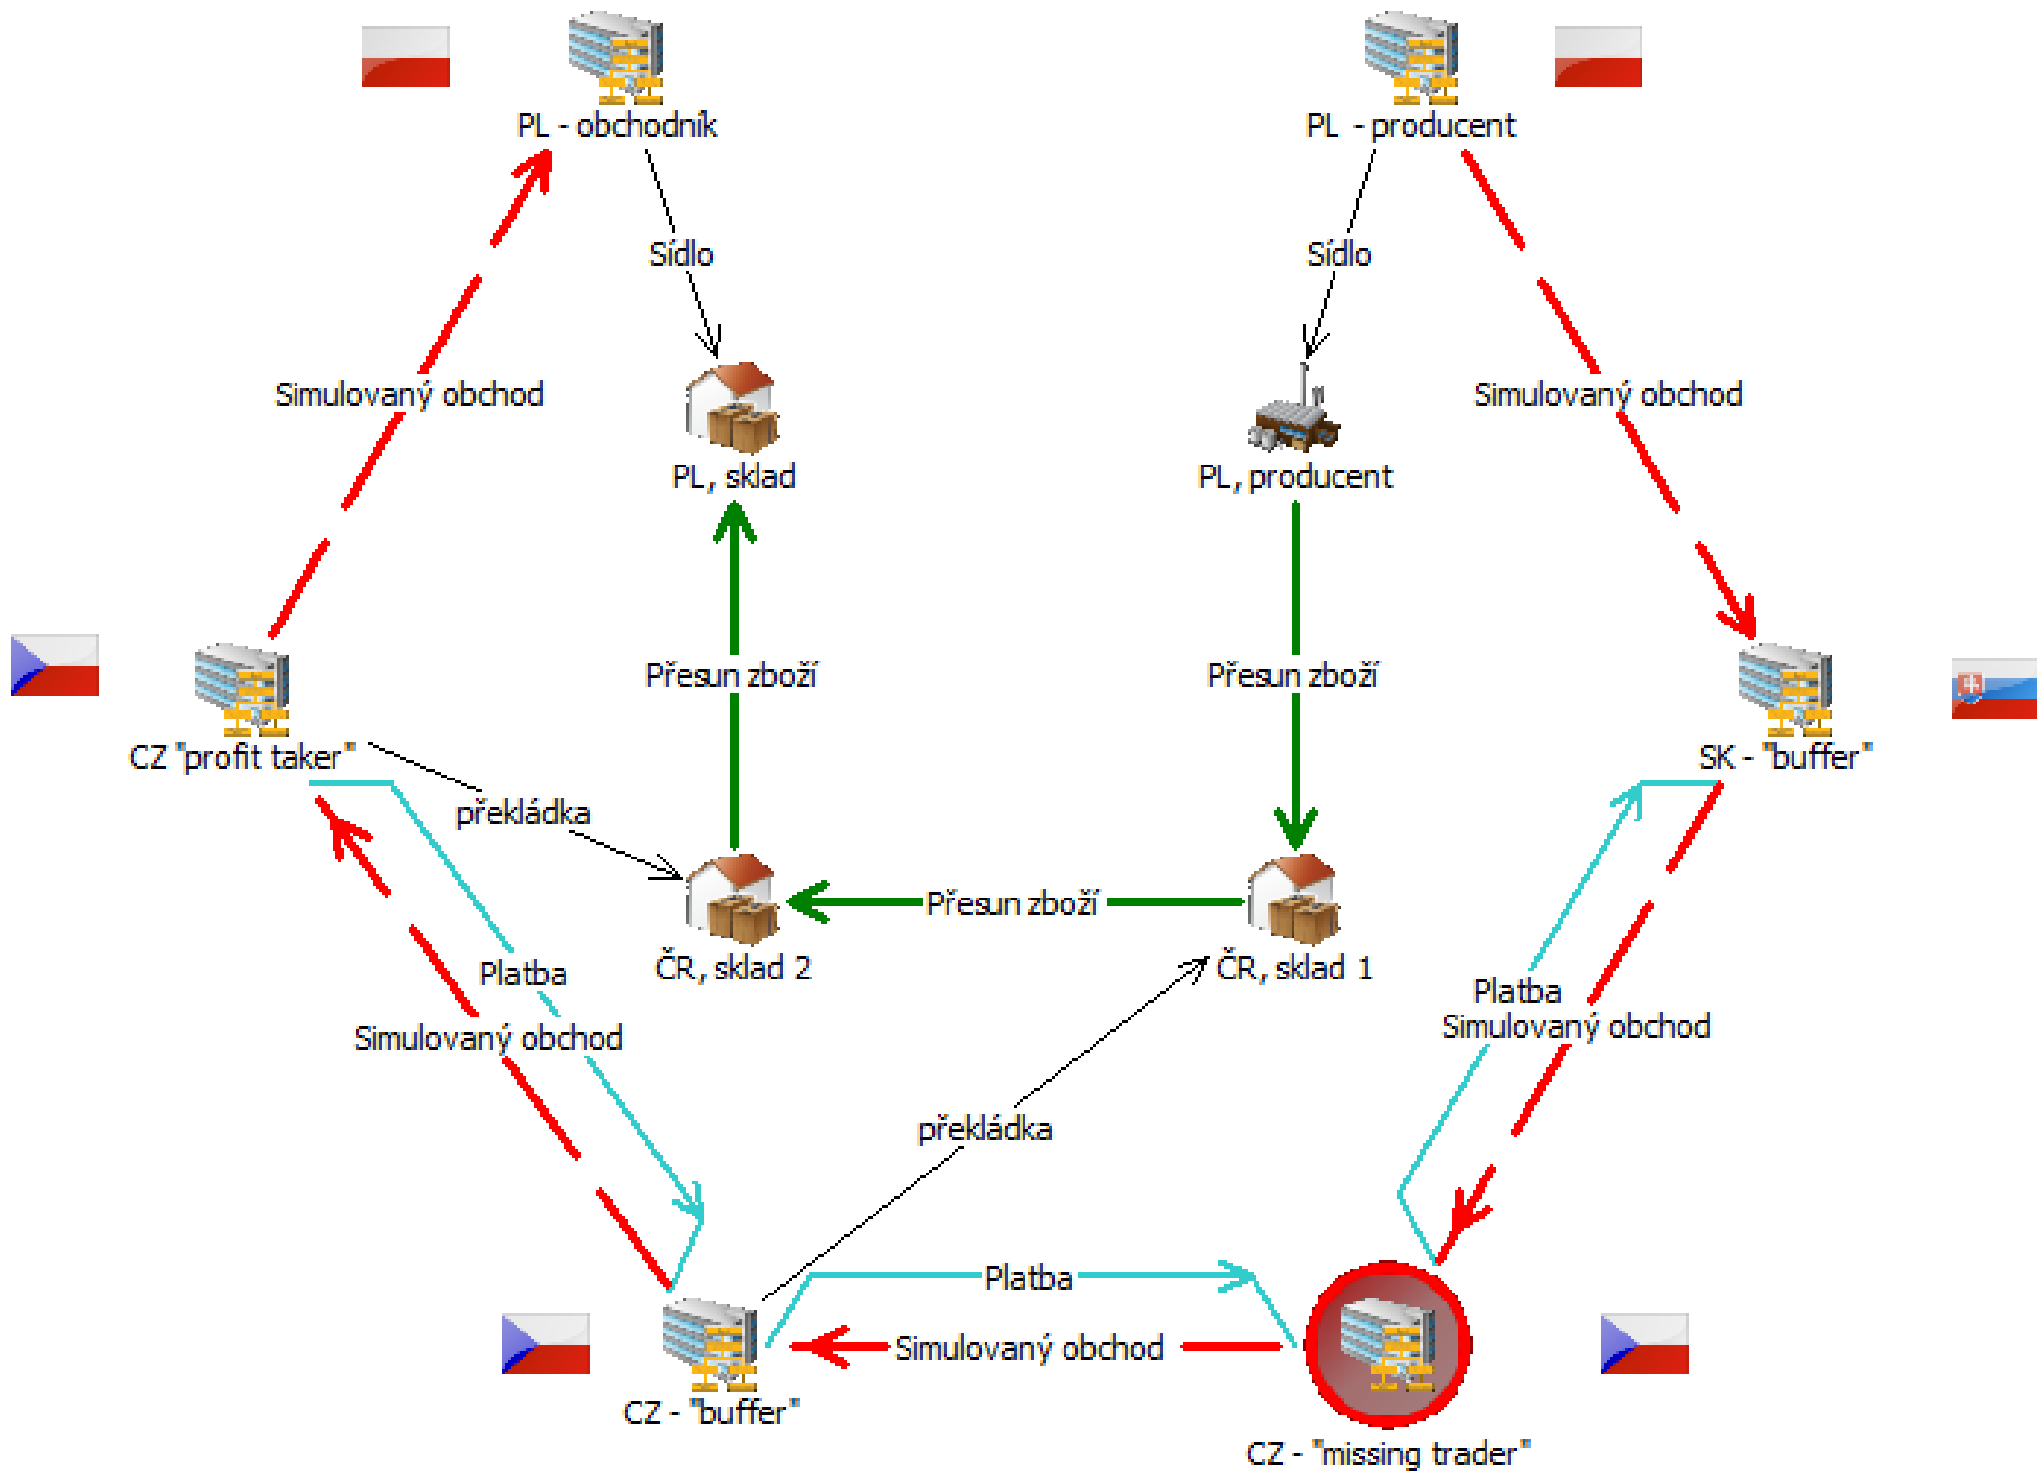 PL - obchodník
PL - producent
Sídlo
Sídlo
Simulovaný obchod
Simulovaný obchod
PL, sklad
PL, producent
Přesun zboží
Přesun zboží
CZ "profit taker"
SK - "buffer"
překládka
Přesun zboží
ČR, sklad 2
ČR, sklad 1
Platba
Platba
Simulovaný obchod
Simulovaný obchod
překládka
Platba
Simulovaný obchod
CZ - "buffer"
CZ - "missing trader"